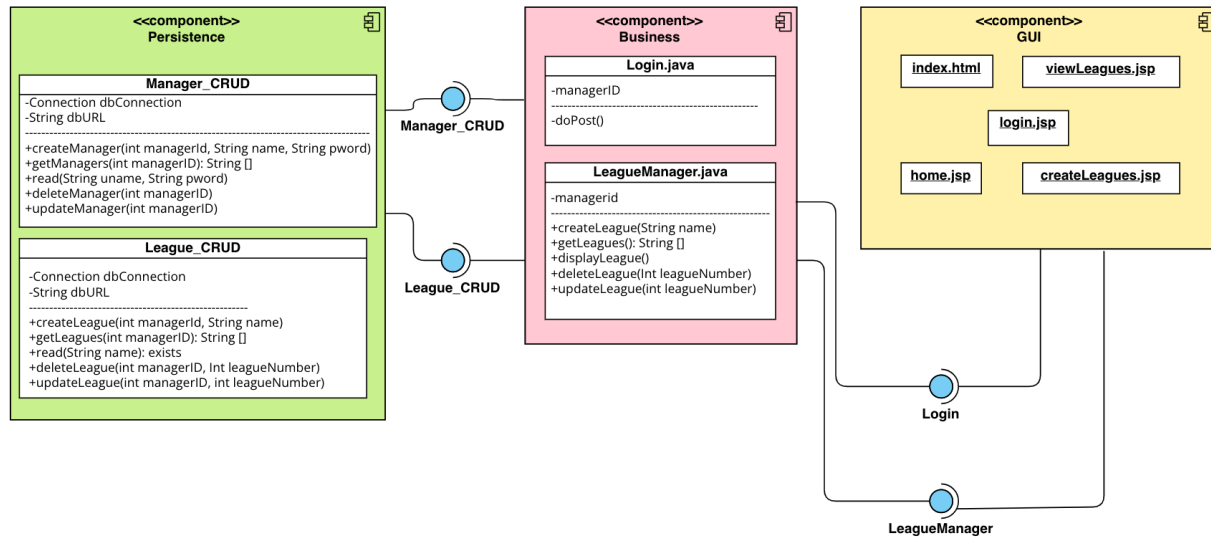 <<component>>
Persistence
Manager_CRUD
-Connection dbConnection
-String dbURL
+createManager(int managerId, String name, String pword)
+getManagers(int managerID): String []
+read(String uname, String pword)
+deleteManager(int managerID)
+updateManager(int managerID)
League_CRUD
-Connection dbConnection
-String dbURL
+createLeague(int managerId, String name)
+getLeagues(int managerID): String []
+read(String name): exists
+deleteLeague(int managerID, Int leagueNumber)
+updateLeague(int managerID, int leagueNumber)
Manager_CRUD
League_CRUD
<<component>>
Business
Login.java
-managerID
-doPost()
LeagueManager.java
-managerid
+createLeague(String name)
+getLeagues(): String []
+displayLeague()
+deleteLeague(Int leagueNumber)
+updateLeague(int leagueNumber)
<<component>>
GUI
index.html
viewLeagues.jsp
login.jsp
home.jsp
createLeagues.jsp
Login
LeagueManager